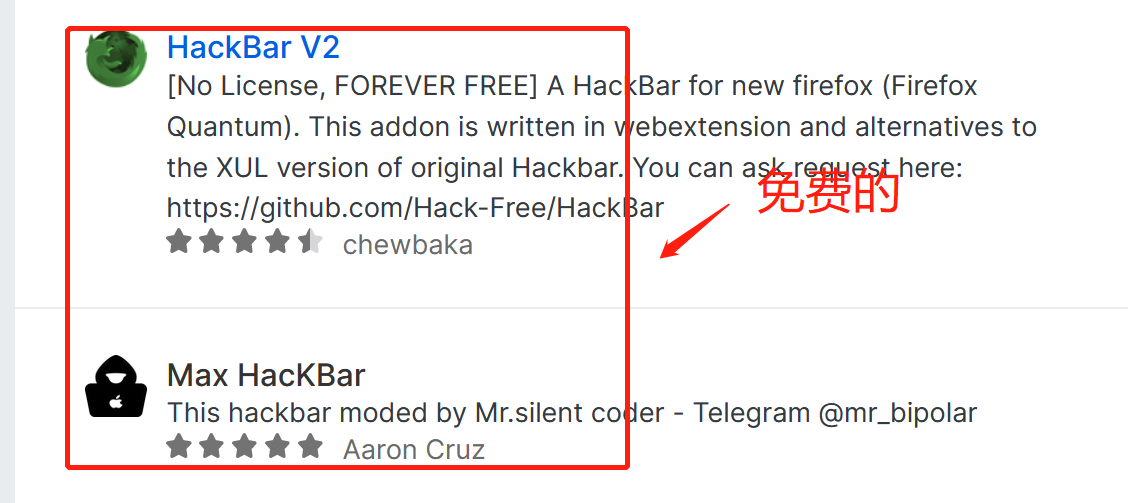 HackBar V2
[No License, FOREVER FREE] A HackBar for new firefox (Firefox
Quantum). This addon is written in webextension and alternatives to
the XUL version of original Hackbar. You can ask request here:
免费的
https://github.com/Hack-Free/HackBar
chewbaka
Max HacKBar
This hackbar moded by Mr.silent coder - Telegram @mr_bipolar
Aaron Cruz